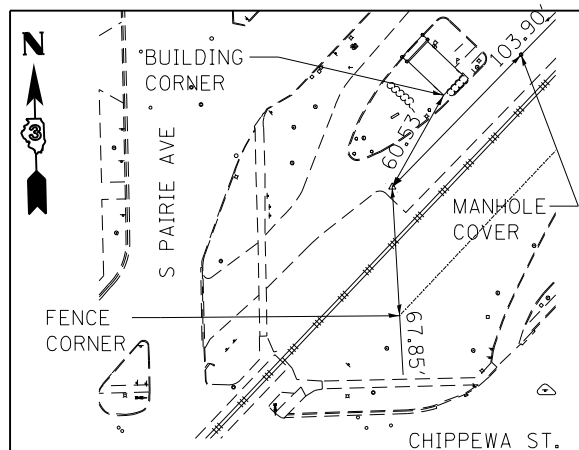 N
3
BUILDING
CORNER
103.90'
60.53'
S PAIRIE AVE
MANHOLE
COVER
FENCE
CORNER
67.85'
CHIPPEWA ST.